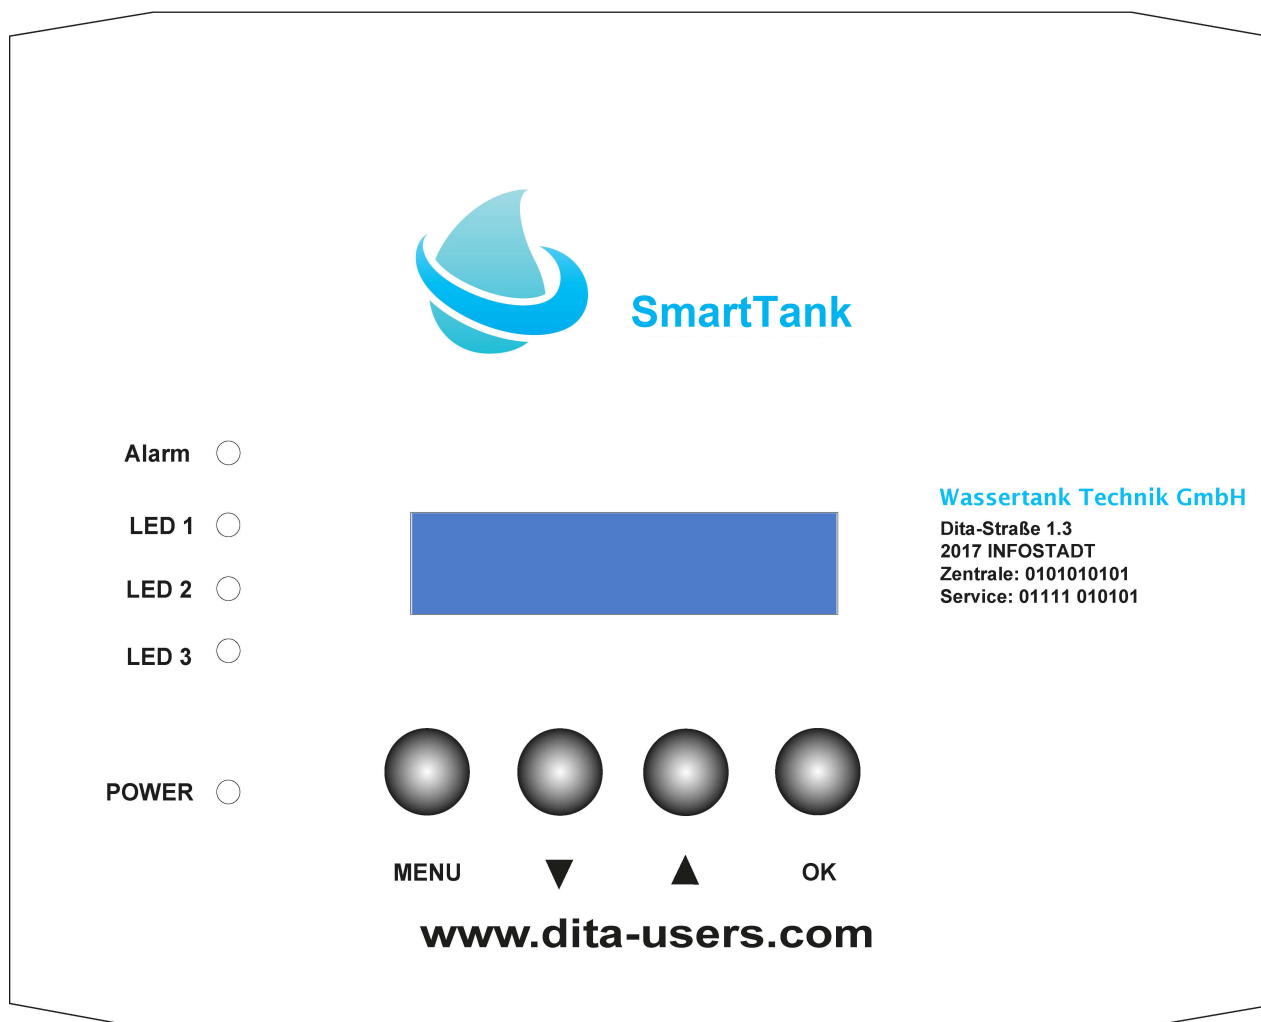 SmartTank
Alarm
LED 1
LED 2
LED 3
POWER
Wassertank Technik GmbH
Dita-Straße 1.3
2017 INFOSTADT
Zentrale: 0101010101
Service: 01111 010101
MENU
▼
▲
OK
www.dita-users.com